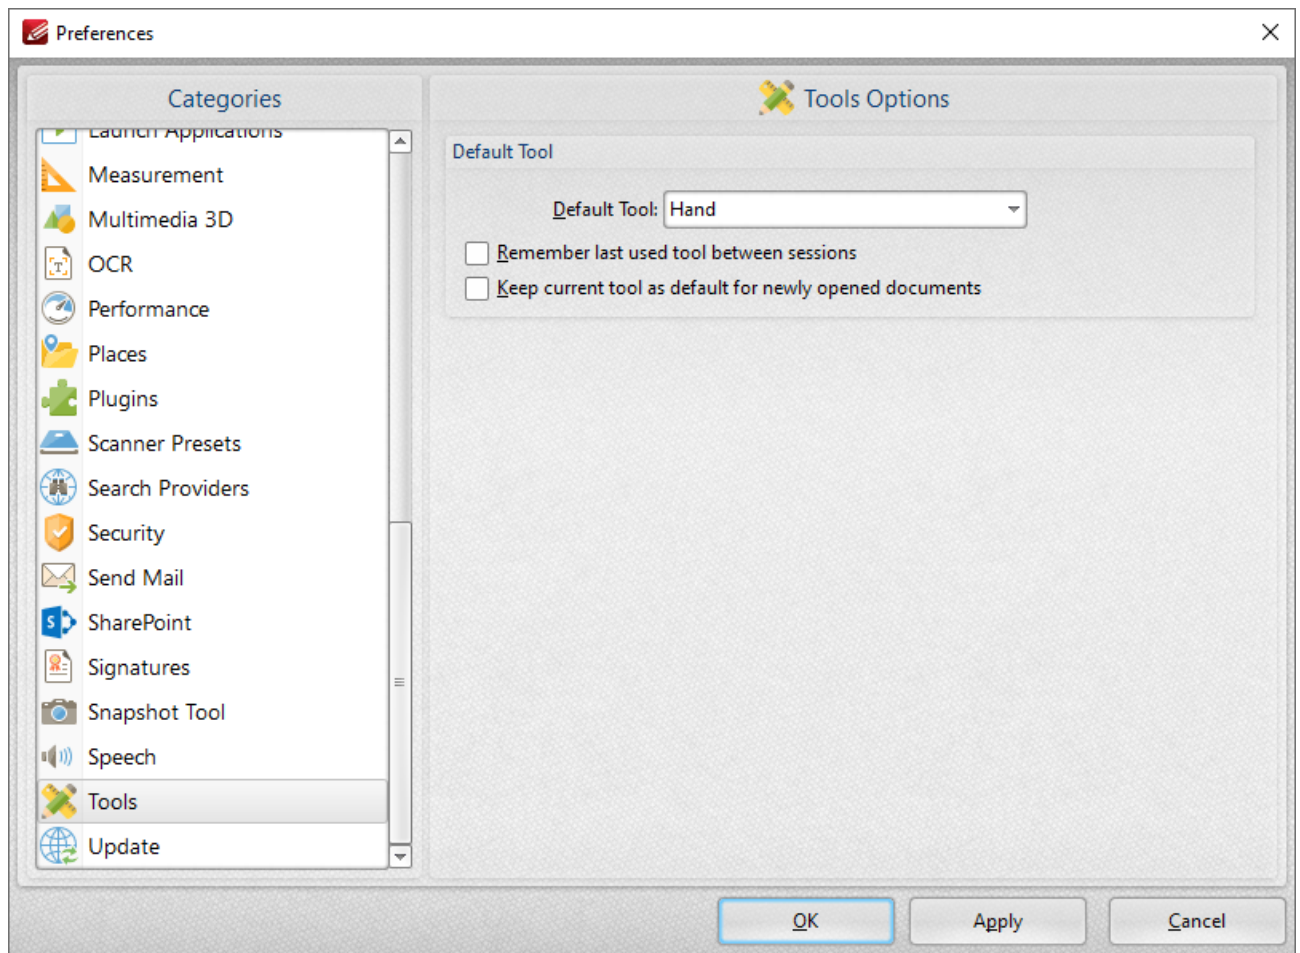 Preferences
Categories
Launch Applications
Measurement
Multimedia 3D
OCR
Performance
Places
Plugins
Scanner Presets
Search Providers
Security
Send Mail
SharePoint
Signatures
Snapshot Tool
Speech
Tools
Update
Tools Options
Default Tool
Default Tool: Hand
Remember last used tool between sessions
Keep current tool as default for newly opened documents
OK
Apply
Cancel